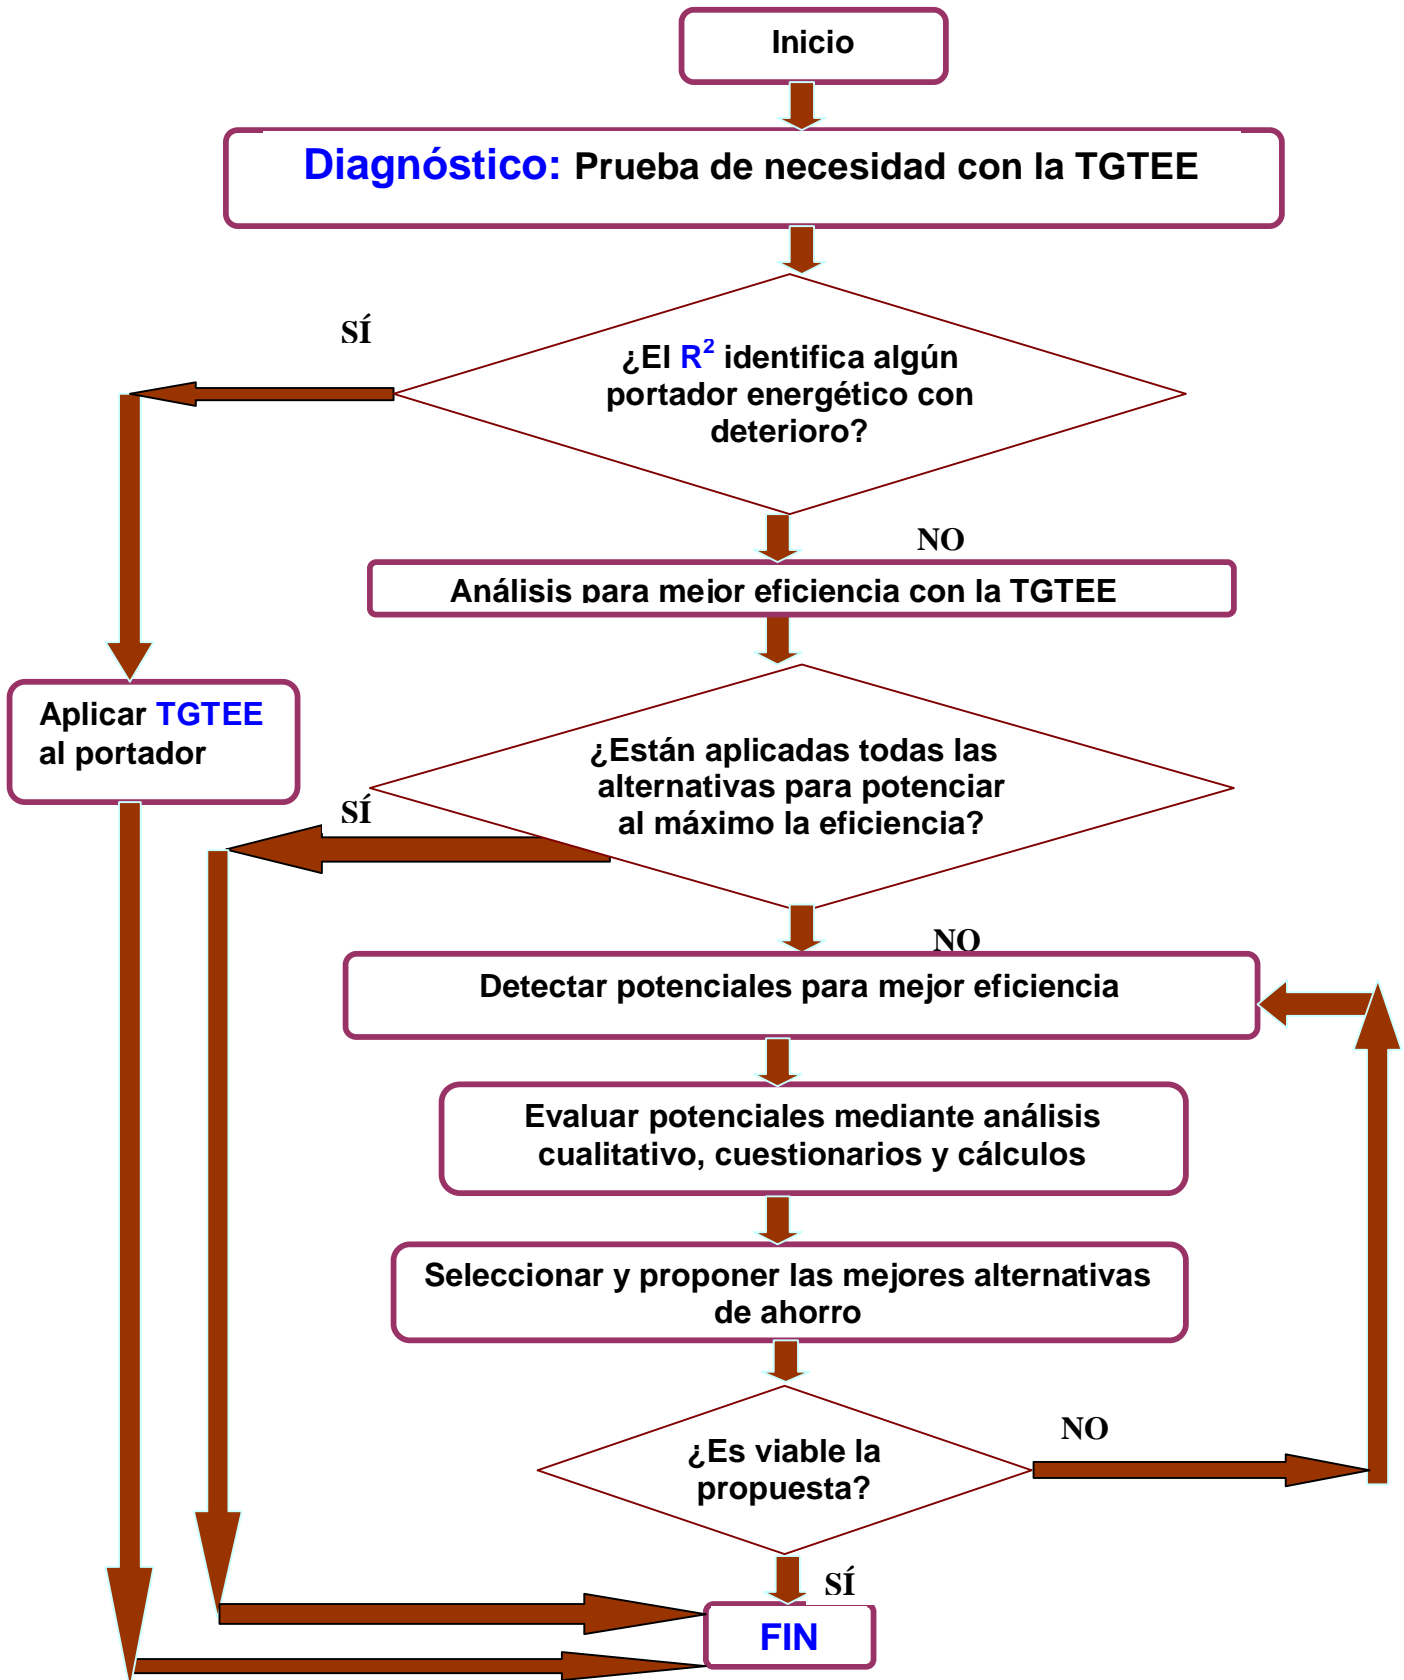 Inicio
Diagnóstico: Prueba de necesidad con la TGTEE
SÍ
¿El R² identifica algún
portador energético con
deterioro?
NO
Análisis para mejor eficiencia con la TGTEE
Aplicar TGTEE
al portador
¿Están aplicadas todas las
alternativas para potenciar
al máximo la eficiencia?
SÍ
NO
Detectar potenciales para mejor eficiencia
Evaluar potenciales mediante análisis
cualitativo, cuestionarios y cálculos
Seleccionar y proponer las mejores alternativas
de ahorro
¿Es viable la
propuesta?
NO
SÍ
FIN